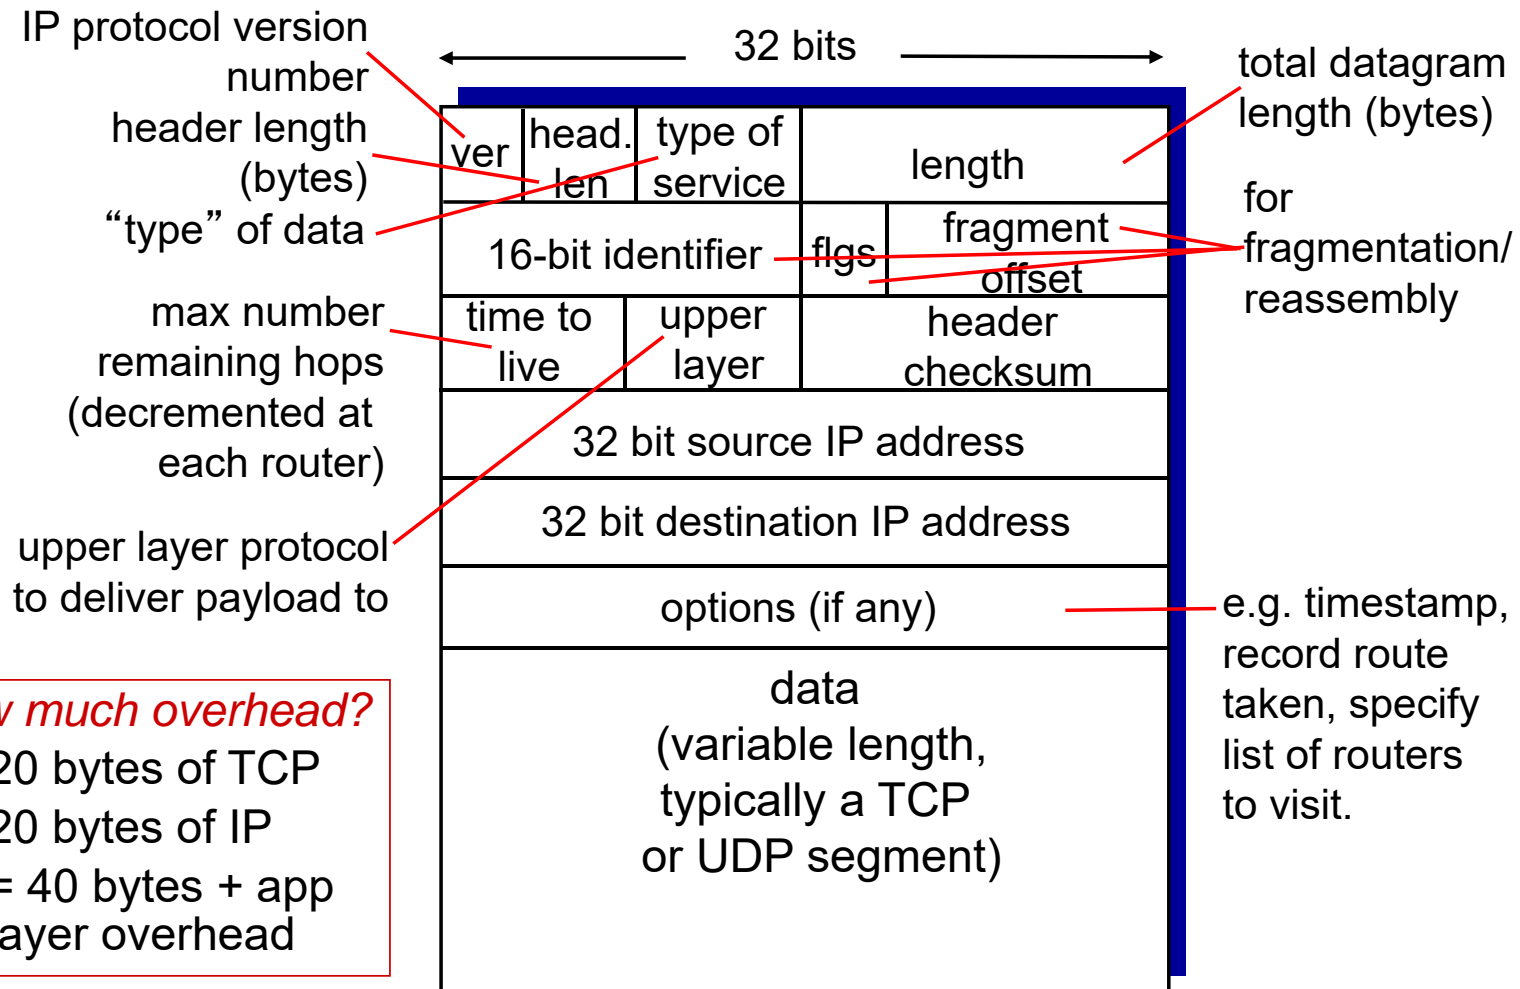 IP protocol version
number
header length
(bytes)
“type” of data
max number
remaining hops
(decremented at
each router)
upper layer protocol
to deliver payload to
much overhead?
20 bytes of TCP
20 bytes of IP
= 40 bytes + app
overhead
32 bits
ver
head.
len
type of
service
length
16-bit identifier
flgs
fragment
offset
time to
live
upper
layer
header
checksum
32 bit source IP address
32 bit destination IP address
options (if any)
data
(variable length,
typically a TCP
or UDP segment)
total datagram
length (bytes)
for
fragmentation/
reassembly
e.g. timestamp,
record route
taken, specify
list of routers
to visit.